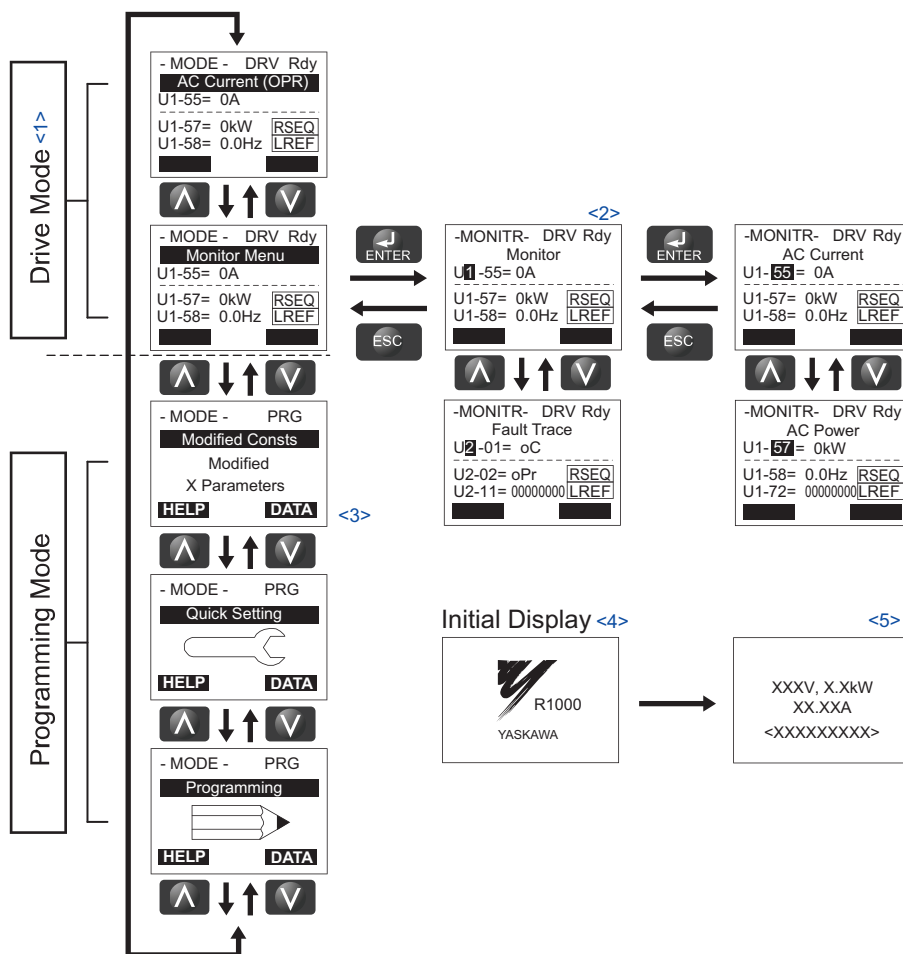 Drive Mode <1>
- MODE -   DRV  Rdy
AC Current (OPR)
U1-55=  0A
U1-57=  0kW   RSEQ
U1-58=  0.0Hz  LREF
- MODE -   DRV  Rdy
Monitor Menu
U1-55= 0A
U1-57=  0kW   RSEQ
U1-58=  0.0Hz  LREF
ENTER
ESC
<2>
-MONITR-   DRV Rdy
Monitor
U1 -55= 0A
U1-57=  0kW   RSEQ
U1-58=  0.0Hz  LREF
ENTER
ESC
-MONITR-   DRV Rdy
AC Current
U1- 55 =  0A
U1-57=  0kW   RSEQ
U1-58=  0.0Hz  LREF
-MONITR-   DRV Rdy
Fault Trace
U2 -01=  oC
U2-02= oPr   RSEQ
U2-11= 00000000 LREF
-MONITR-   DRV Rdy
AC Power
U1- 57 =  0kW
U1-58=  0.0Hz  RSEQ
U1-72=  00000000 LREF
Programming Mode
- MODE -   PRG
Modified Consts
Modified
X Parameters
HELP   DATA
<3>
- MODE -   PRG
Quick Setting
HELP   DATA
- MODE -   PRG
Programming
HELP   DATA
Initial Display <4>
R1000
YASKAWA
<5>
XXXV, X.XkW
XX.XXA
<XXXXXXXXX>